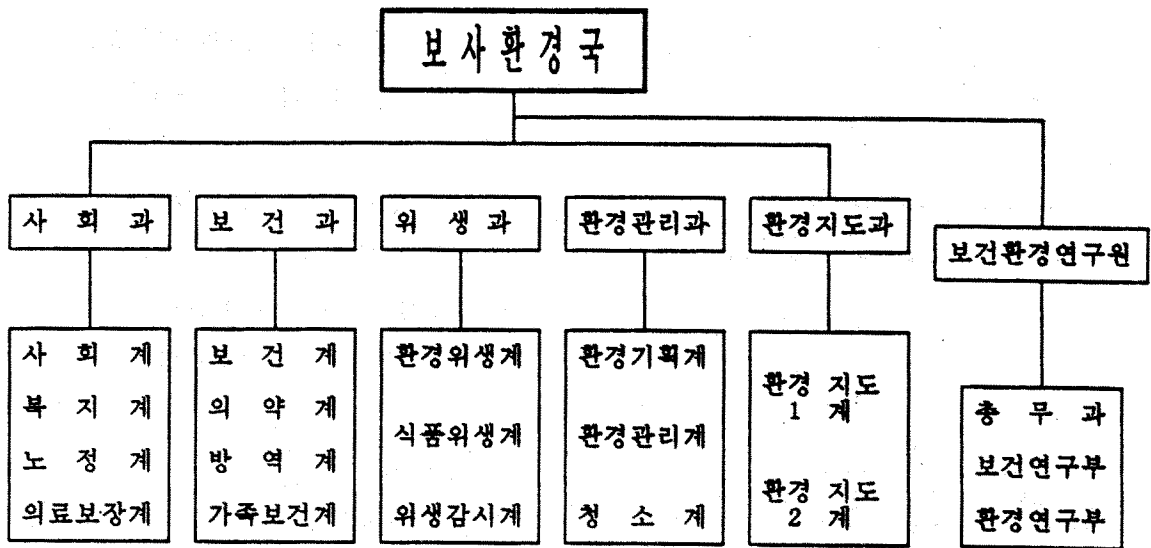 보사환경국
사 회 과
보 건 과
위 생 과
환경관리과
환경지도과
보건환경연구원
사 회 계
복 지 계
노 정 계
의료보장계
보 건 계
의 약 계
방 역 계
가족보건계
환경위생계
식품위생계
위생감시계
환경기획계
환경관리계
청 소 계
환경 지도
1 계
환경 지도
2 계
총 무 과
보건연구부
환경연구부